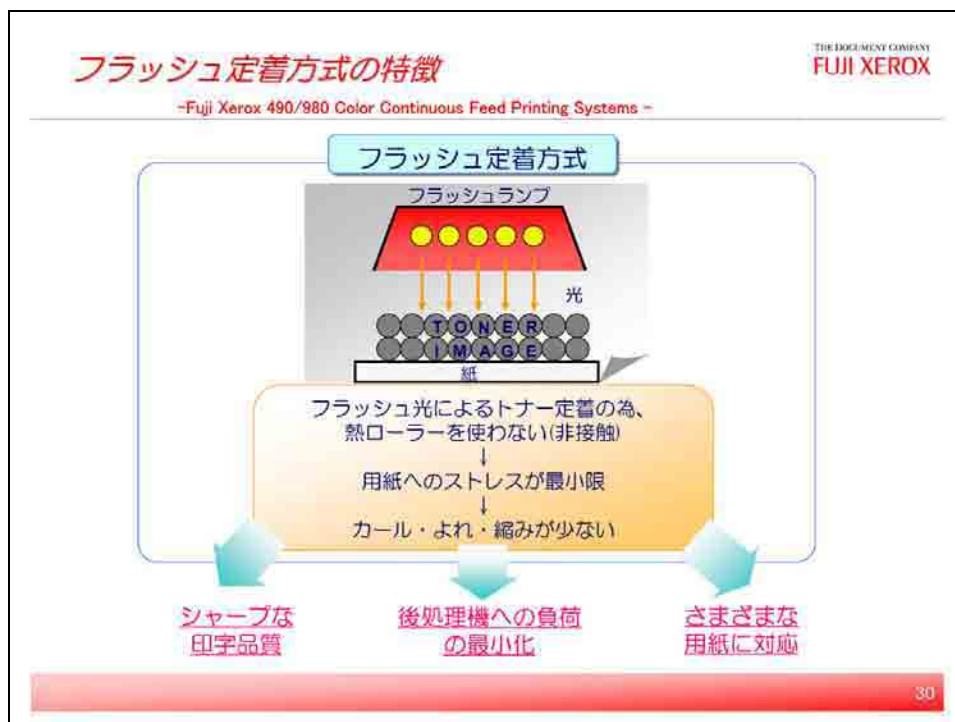 フラッシュ定着方式の特徴
THE DOCUMENT COMPANY
FUJI XEROX
-Fuji Xerox 490/980 Color Continuous Feed Printing Systems -
フラッシュ定着方式
フラッシュランプ
光
TONER
IMAGE
紙
フラッシュ光によるトナー定着の為、
熱ローラーを使わない(非接触)
↓
用紙へのストレスが最小限
↓
カール・よれ・縮みが少ない
シャープな
印字品質
後処理機への負荷
の最小化
さまざまな
用紙に対応
30